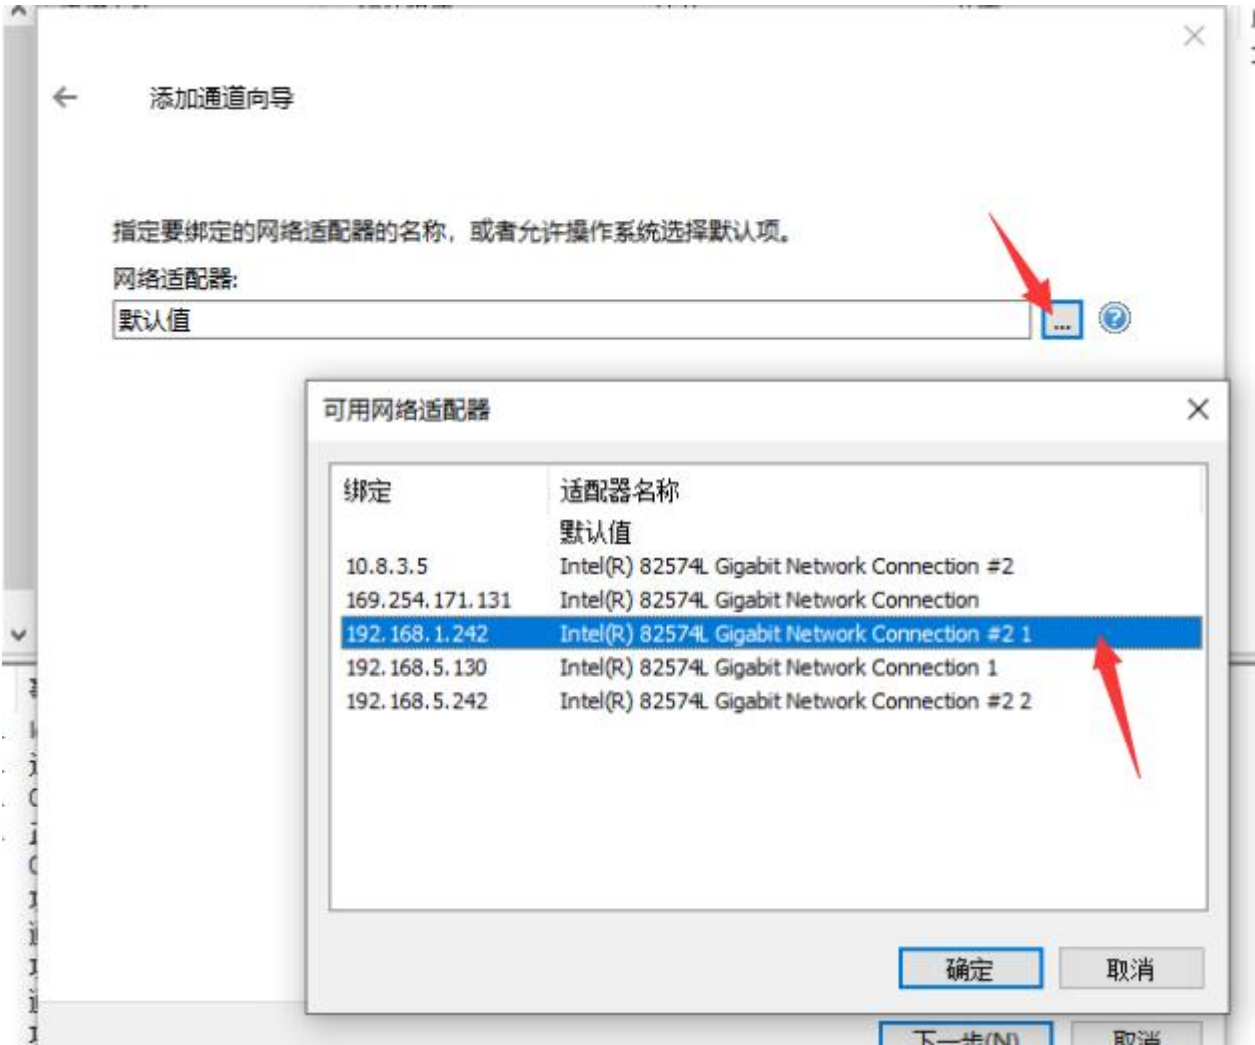 添加通道向导
指定要绑定的网络适配器的名称，或者允许操作系统选择默认项。
网络适配器:
默认值
...
可用网络适配器
绑定 适配器名称
默认值
10.8.3.5 Intel(R) 82574L Gigabit Network Connection #2
169.254.171.131 Intel(R) 82574L Gigabit Network Connection
192.168.1.242 Intel(R) 82574L Gigabit Network Connection #2 1
192.168.5.130 Intel(R) 82574L Gigabit Network Connection 1
192.168.5.242 Intel(R) 82574L Gigabit Network Connection #2 2
确定 取消
下一步(N) 取消